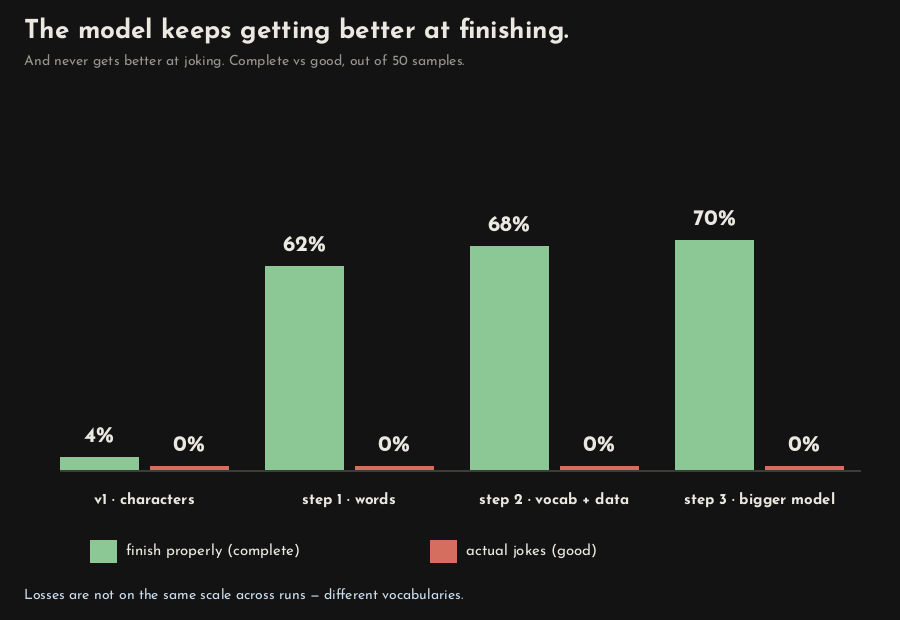 The model keeps getting better at finishing.
And never gets better at joking. Complete vs good, out of 50 samples.
4%
0%
62%
0%
68%
0%
70%
0%
v1 · characters
step 1 · words
step 2 · vocab + data
step 3 · bigger model
finish properly (complete)
actual jokes (good)
Losses are not on the same scale across runs — different vocabularies.